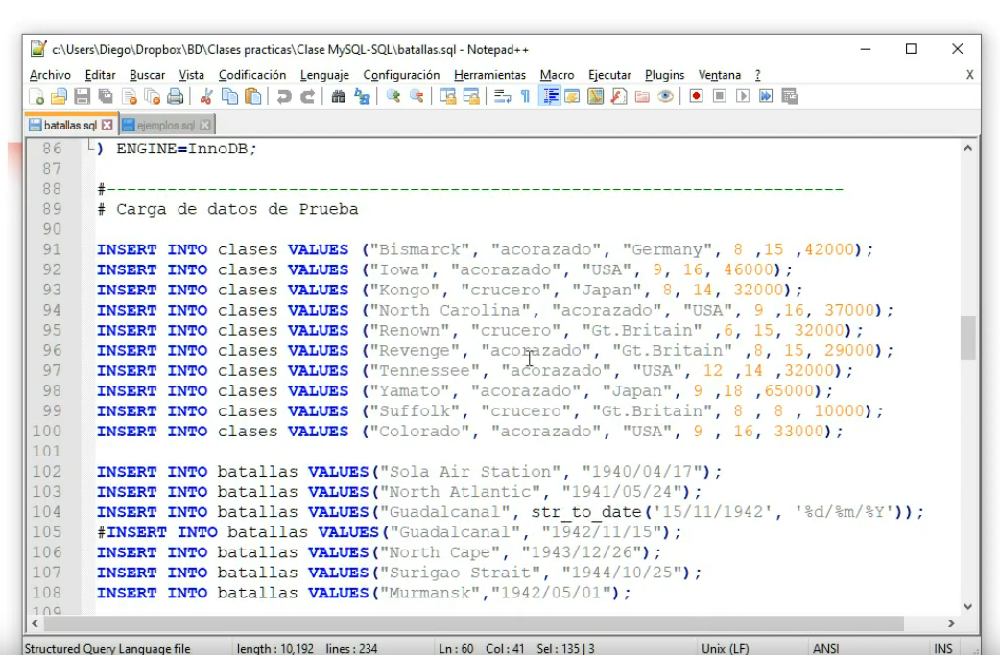 c:\Users\Diego\Dropbox\BD\Clases practicas\Clase MySQL-SQL\batallas.sql - Notepad++
Archivo Editar Buscar Vista Codificación Lenguaje Configuración Herramientas Macro Ejecutar Plugins Ventana ? X
batallas.sql ejemplos.sql
86 ) ENGINE=InnoDB;
87
88 #-------------------------------------------------------------------------
89 # Carga de datos de Prueba
90
91 INSERT INTO clases VALUES ("Bismarck", "acorazado", "Germany", 8 ,15 ,42000);
92 INSERT INTO clases VALUES ("Iowa", "acorazado", "USA", 9, 16, 46000);
93 INSERT INTO clases VALUES ("Kongo", "crucero", "Japan", 8, 14, 32000);
94 INSERT INTO clases VALUES ("North Carolina", "acorazado", "USA", 9 ,16, 37000);
95 INSERT INTO clases VALUES ("Renown", "crucero", "Gt.Britain" ,6, 15, 32000);
96 INSERT INTO clases VALUES ("Revenge", "acorazado", "Gt.Britain" ,8, 15, 29000);
97 INSERT INTO clases VALUES ("Tennessee", "acorazado", "USA", 12 ,14 ,32000);
98 INSERT INTO clases VALUES ("Yamato", "acorazado", "Japan", 9 ,18 ,65000);
99 INSERT INTO clases VALUES ("Suffolk", "crucero", "Gt.Britain", 8 , 8 , 10000);
100 INSERT INTO clases VALUES ("Colorado", "acorazado", "USA", 9 , 16, 33000);
101
102 INSERT INTO batallas VALUES("Sola Air Station", "1940/04/17");
103 INSERT INTO batallas VALUES("North Atlantic", "1941/05/24");
104 INSERT INTO batallas VALUES("Guadalcanal", str_to_date('15/11/1942', '%d/%m/%Y'));
105 #INSERT INTO batallas VALUES("Guadalcanal", "1942/11/15");
106 INSERT INTO batallas VALUES("North Cape", "1943/12/26");
107 INSERT INTO batallas VALUES("Surigao Strait", "1944/10/25");
108 INSERT INTO batallas VALUES("Murmansk","1942/05/01");
109
Structured Query Language file length : 10,192 lines : 234 Ln : 60 Col : 41 Sel : 135 | 3 Unix (LF) ANSI INS